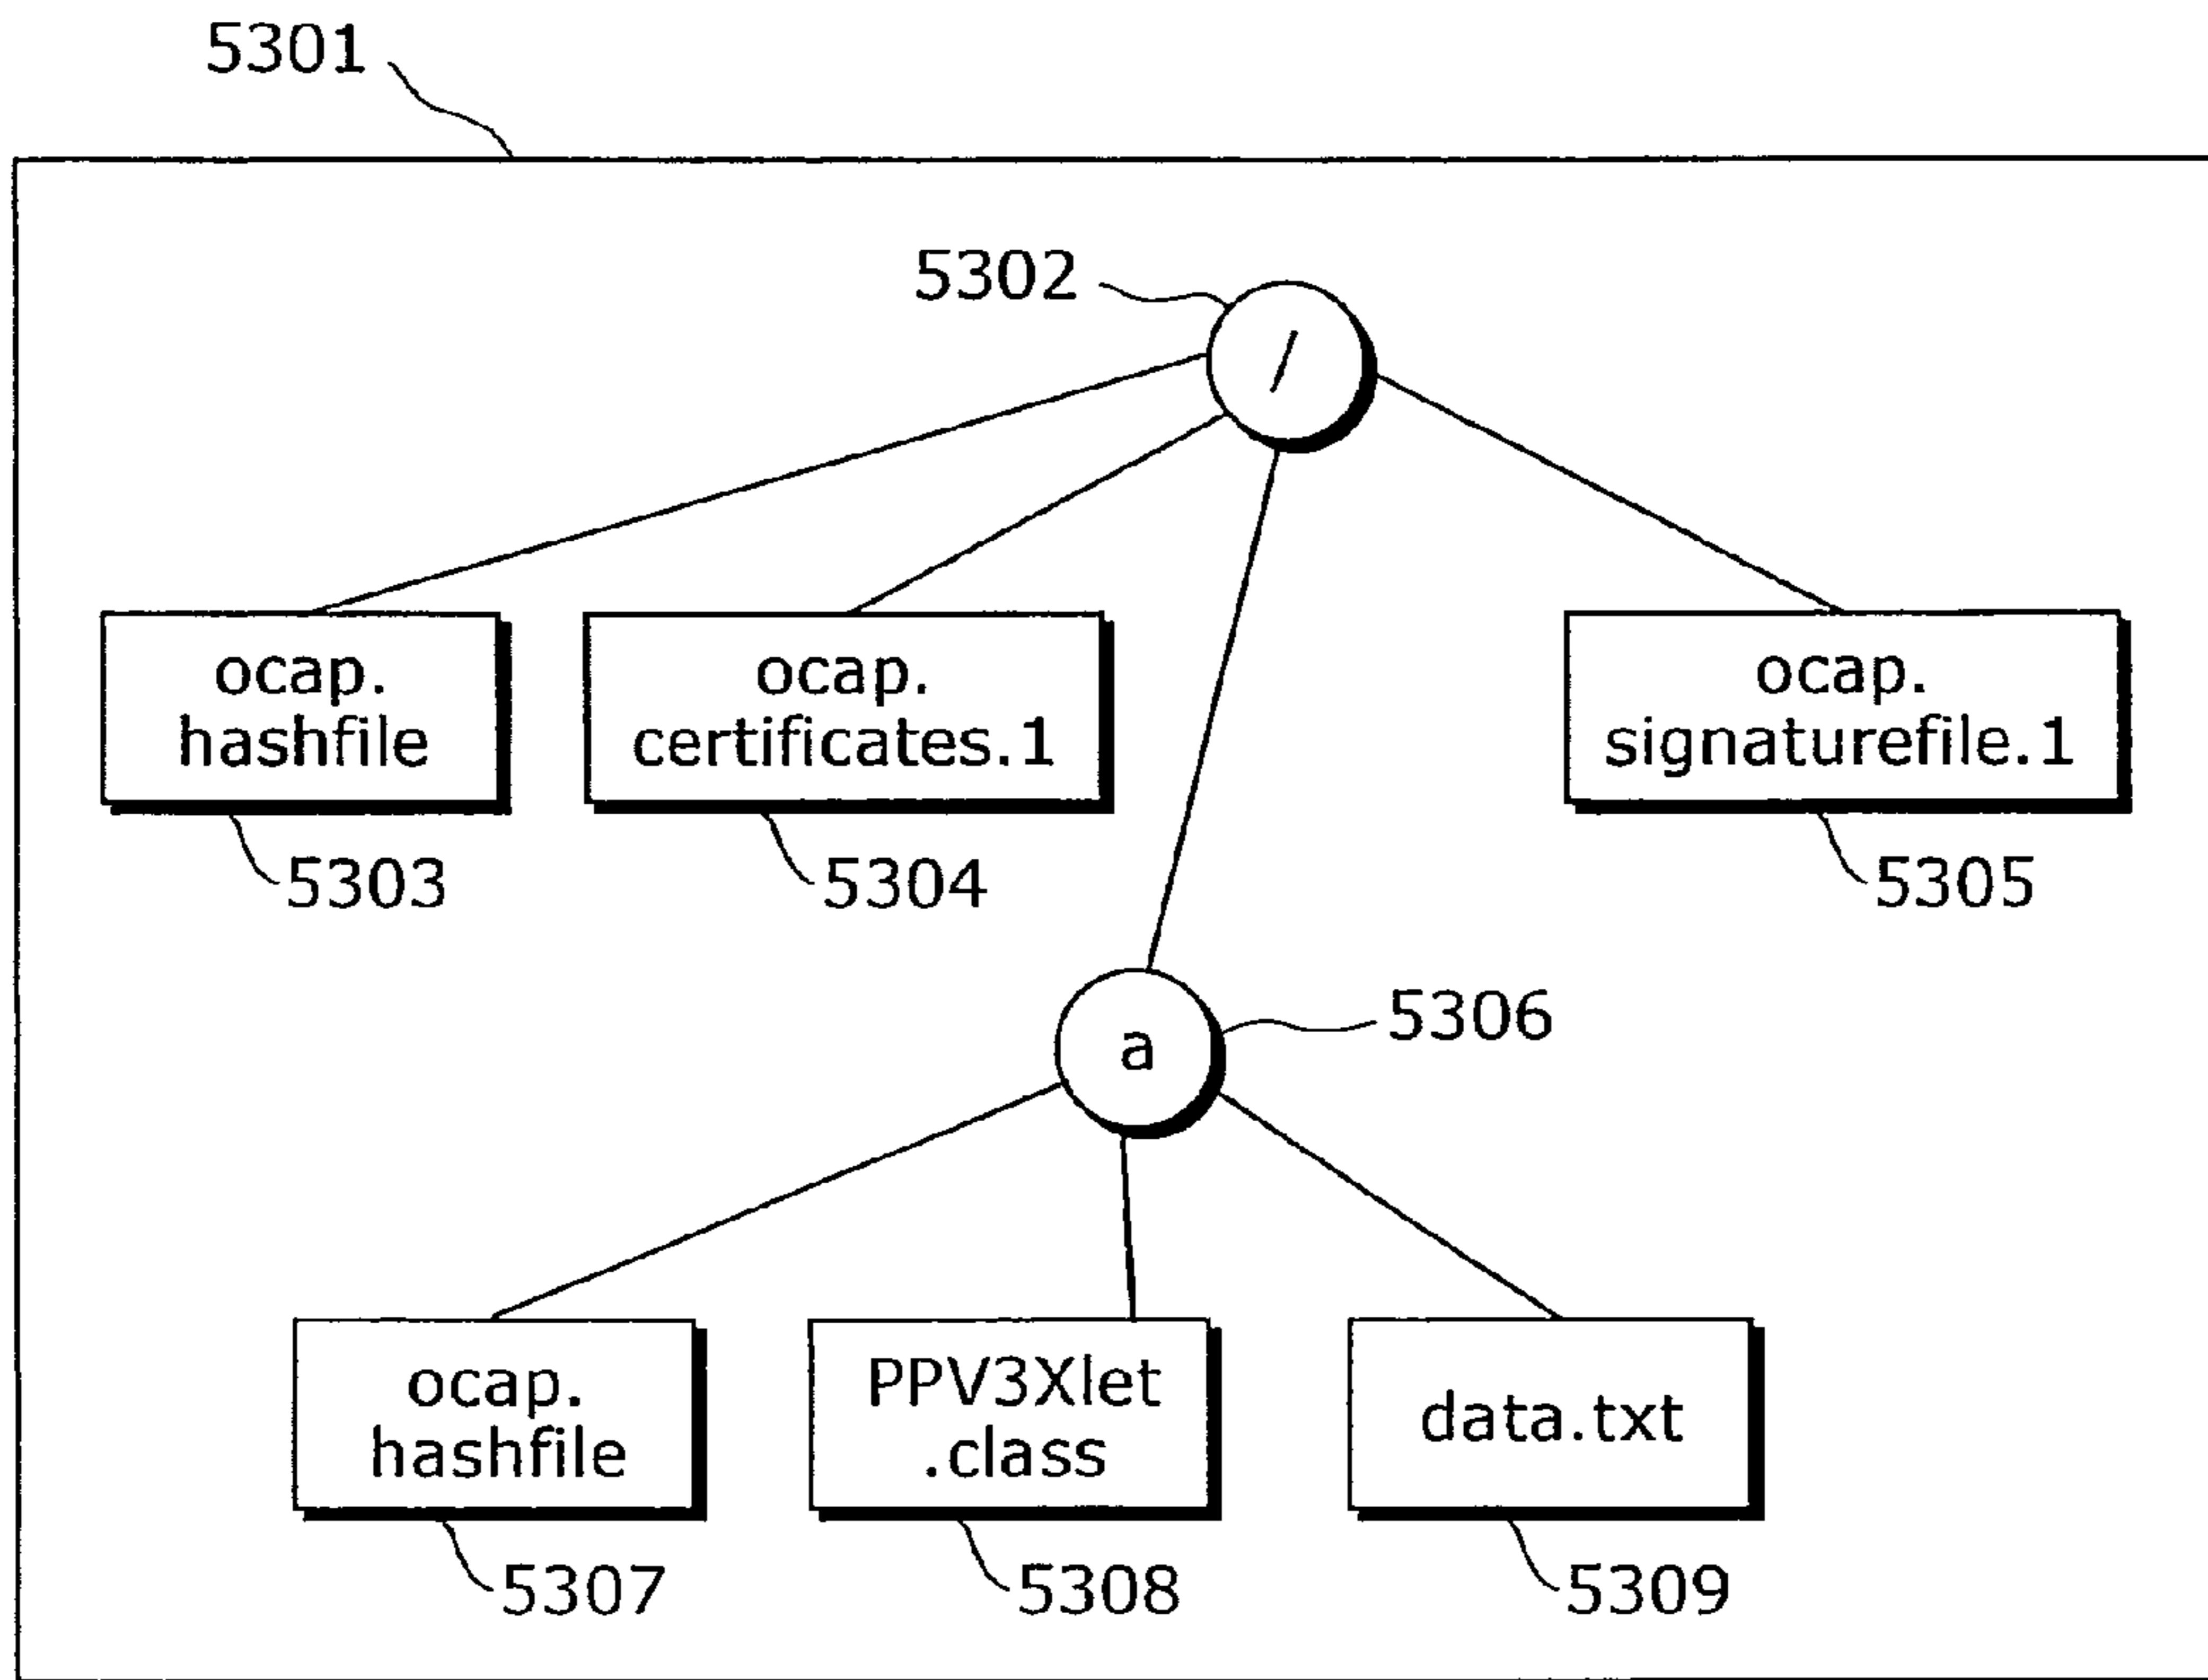 5301
5302
/
ocap.
hashfile
ocap.
certificates.1
ocap.
signaturefile.1
5303
5304
5305
a
5306
ocap.
hashfile
PPV3Xlet
.class
data.txt
5307
5308
5309